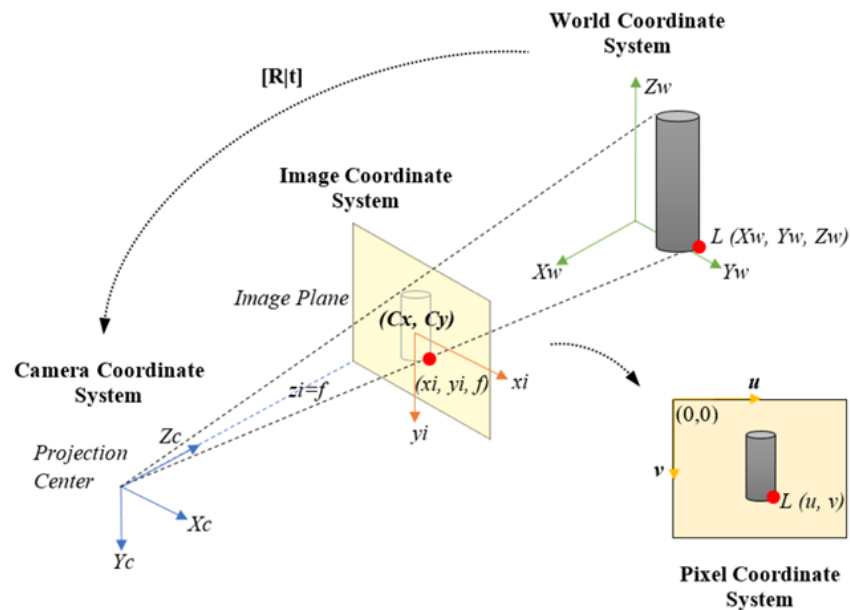 World Coordinate
System
[R|t]
Zw
Image Coordinate
System
L (Xw, Yw, Zw)
Xw
Yw
Image Plane
(Cx, Cy)
Camera Coordinate
System
zi=f
(xi, yi, f)
xi
yi
u
(0,0)
Zc
Projection
Center
v
L (u, v)
Xc
Yc
Pixel Coordinate
System